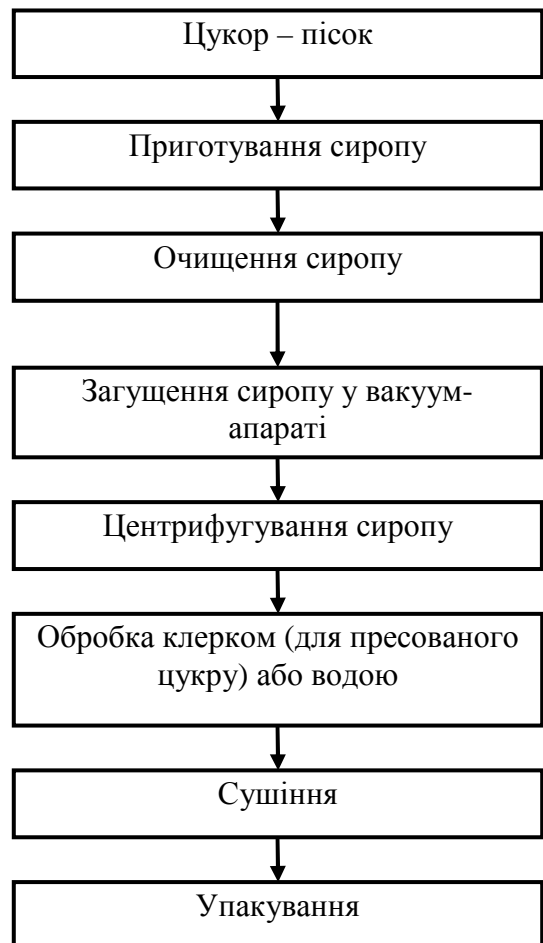 Цукор – пісок
Приготування сиропу
Очищення сиропу
Загущення сиропу у вакуум-
апараті
Центрифугування сиропу
Обробка клерком (для пресованого
цукру) або водою
Сушіння
Упакування